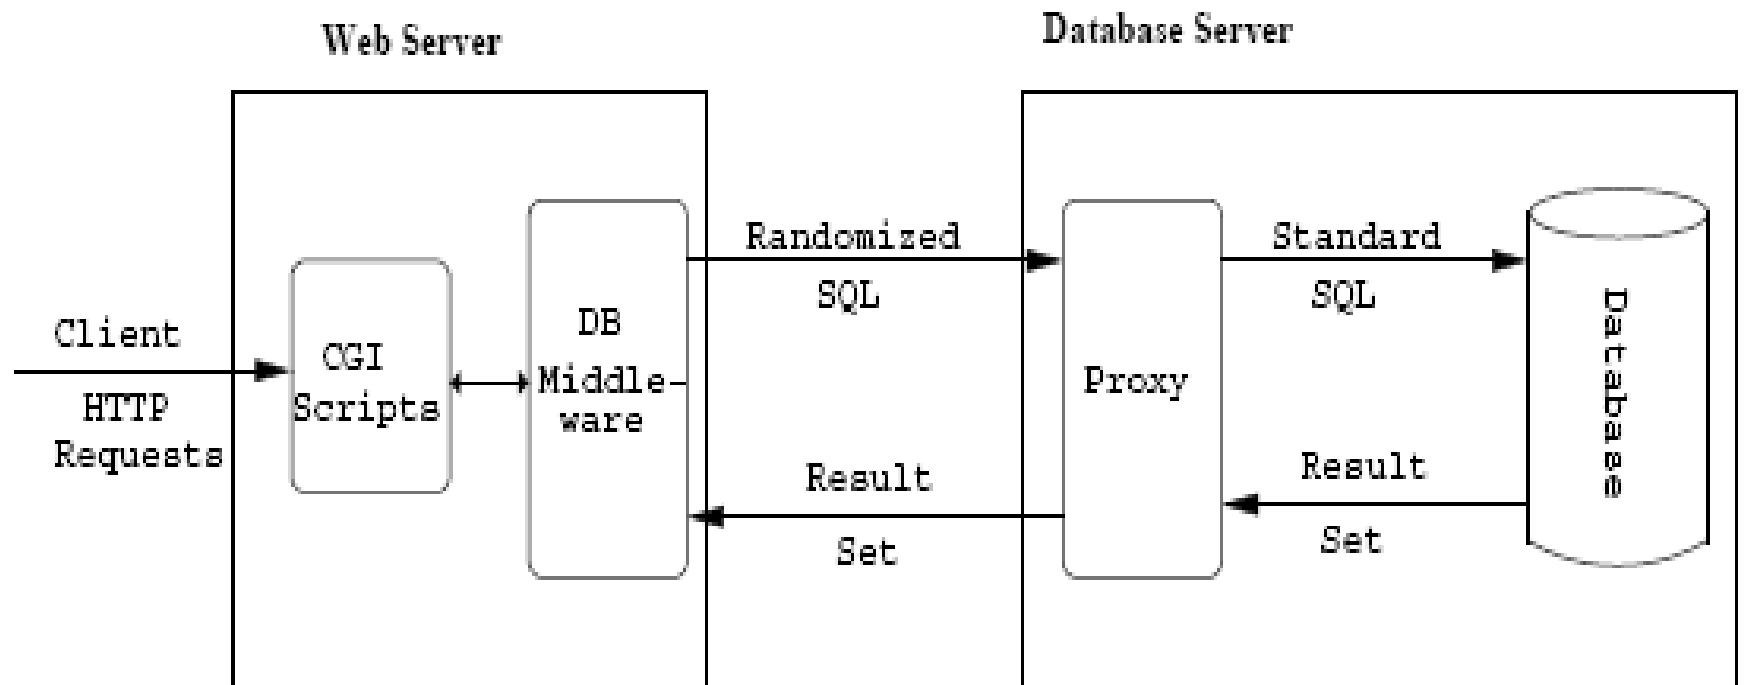 Web Server
Database Server
Client
HTTP
Requests
CGI
Scripts
DB
Middle-
ware
Randomized
SQL
Result
Set
Proxy
Standard
SQL
Result
Set
Database